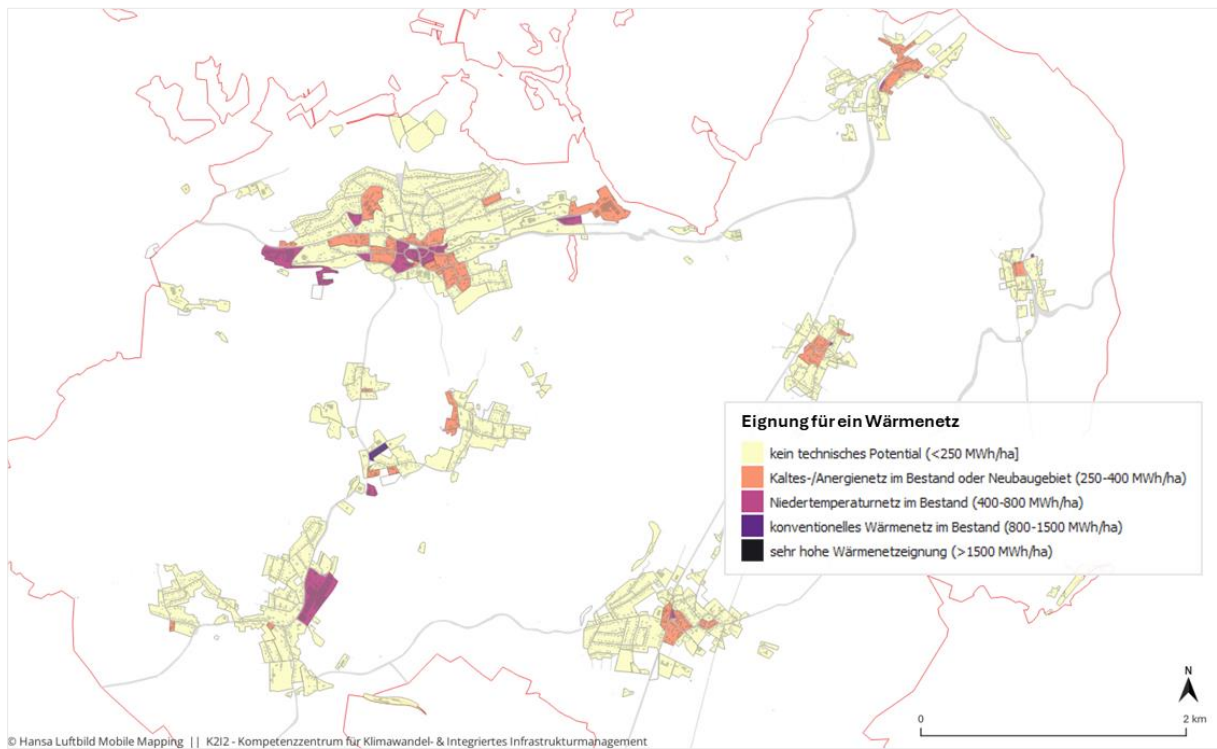 Eignung für ein Wärmenetz
kein technisches Potential (<250 MWh/ha]
Kaltes-/Anergienetz im Bestand oder Neubaugebiet (250-400 MWh/ha)
Niedertemperaturnetz im Bestand (400-800 MWh/ha)
konventionelles Wärmenetz im Bestand (800-1500 MWh/ha)
sehr hohe Wärmenetzeignung (>1500 MWh/ha)
N
0 2 km
© Hansa Luftbild Mobile Mapping || K2I2 - Kompetenzzentrum für Klimawandel- & Integriertes Infrastrukturmanagement